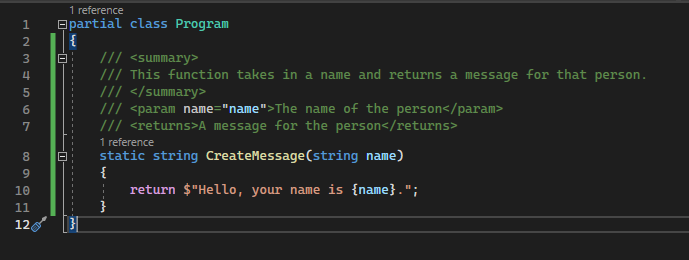 1 reference
1 partial class Program
2 {
3 /// <summary>
4 /// This function takes in a name and returns a message for that person.
5 /// </summary>
6 /// <param name="name">The name of the person</param>
7 /// <returns>A message for the person</returns>
1 reference
8 static string CreateMessage(string name)
9 {
10 return $"Hello, your name is {name}.";
11 }
12 }